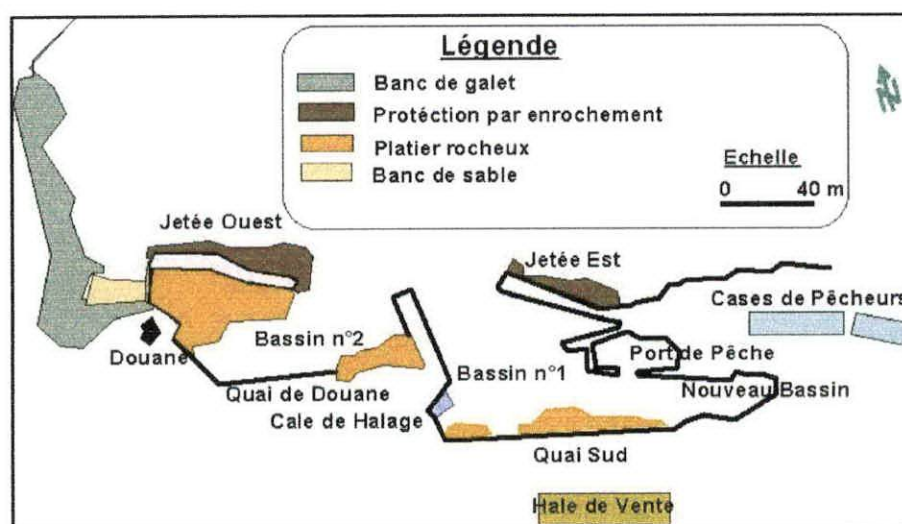 Légende
Banc de galet
Protéction par enrochement
Platier rocheux
Banc de sable
Echelle
0 40 m
N
Jetée Ouest
Jetée Est
Cases de Pêcheurs
Bassin n°2
Douane
Port de Pêche
Bassin n°1
Nouveau Bassin
Quai de Douane
Cale de Halage
Quai Sud
Hale de Vente